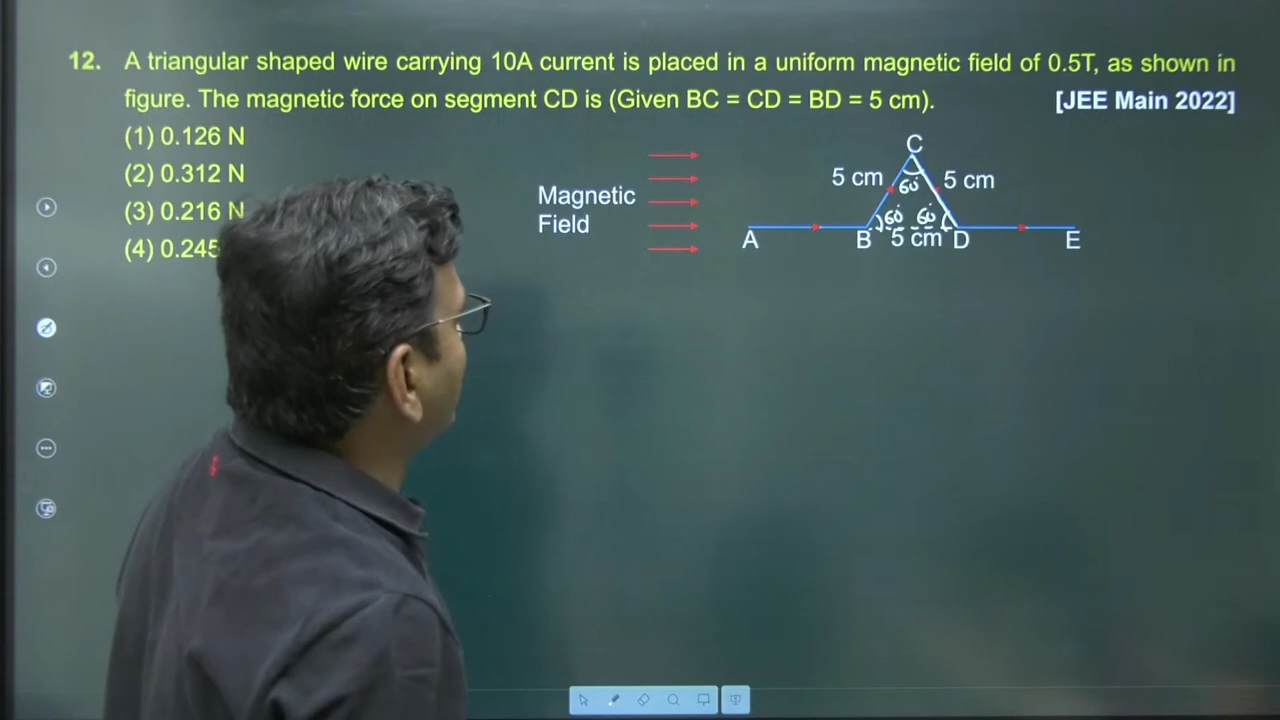 12. A triangular shaped wire carrying 10A current is placed in a uniform magnetic field of 0.5T, as shown in
figure. The magnetic force on segment CD is (Given BC = CD = BD = 5 cm). [JEE Main 2022]
(1) 0.126 N
(2) 0.312 N
(3) 0.216 N
(4) 0.245
Magnetic
Field
C
5 cm 60° 5 cm
60° 60°
A B 5 cm D E